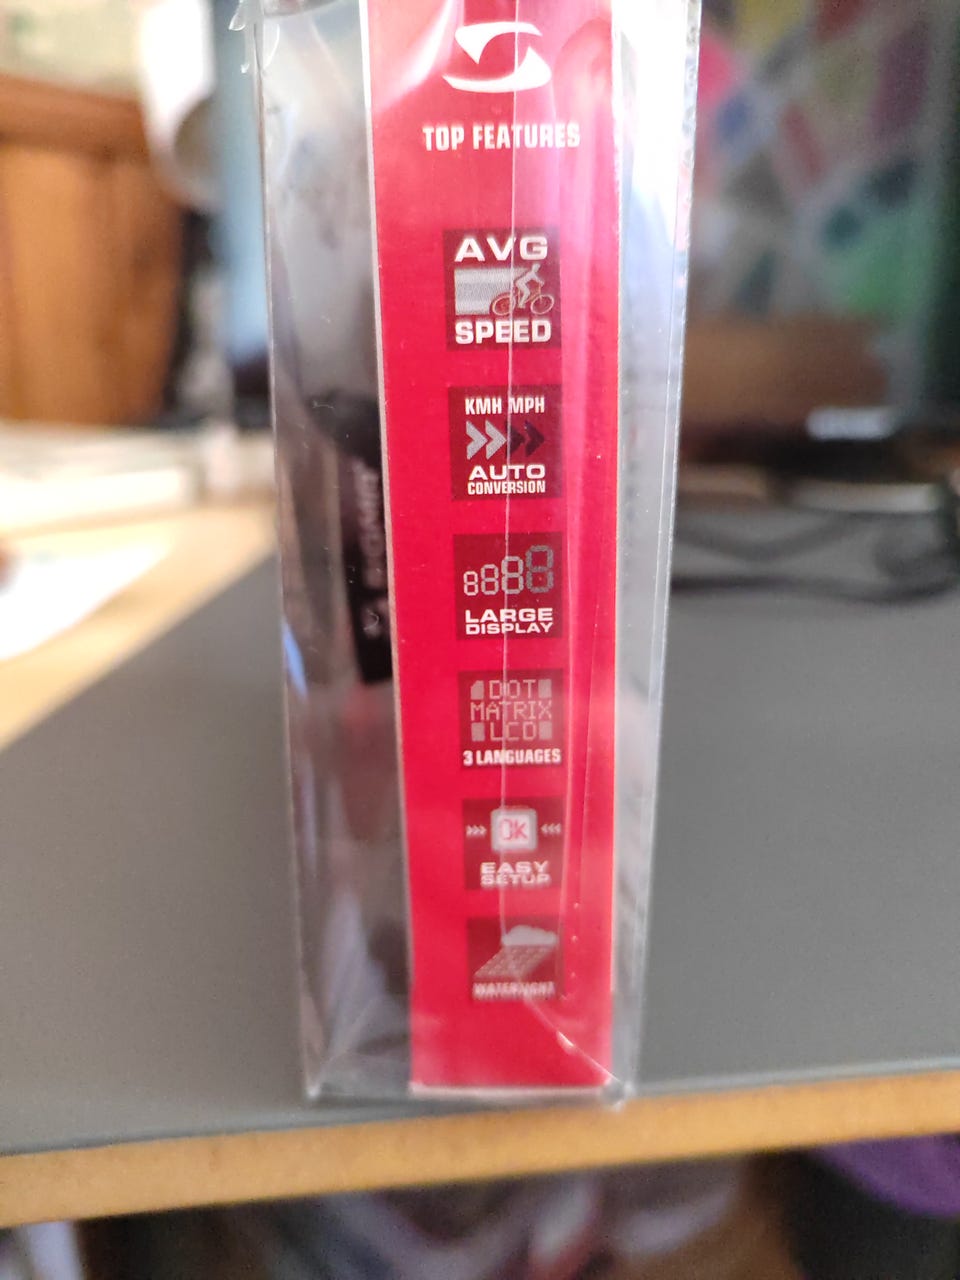 TOP FEATURES
AVG
SPEED
KMH MPH
AUTO
CONVERSION
8888
LARGE
DISPLAY
DOT
MATRIX
LCD
3 LANGUAGES
>>> Ok <<<
EASY
SETUP
WATERTIGHT